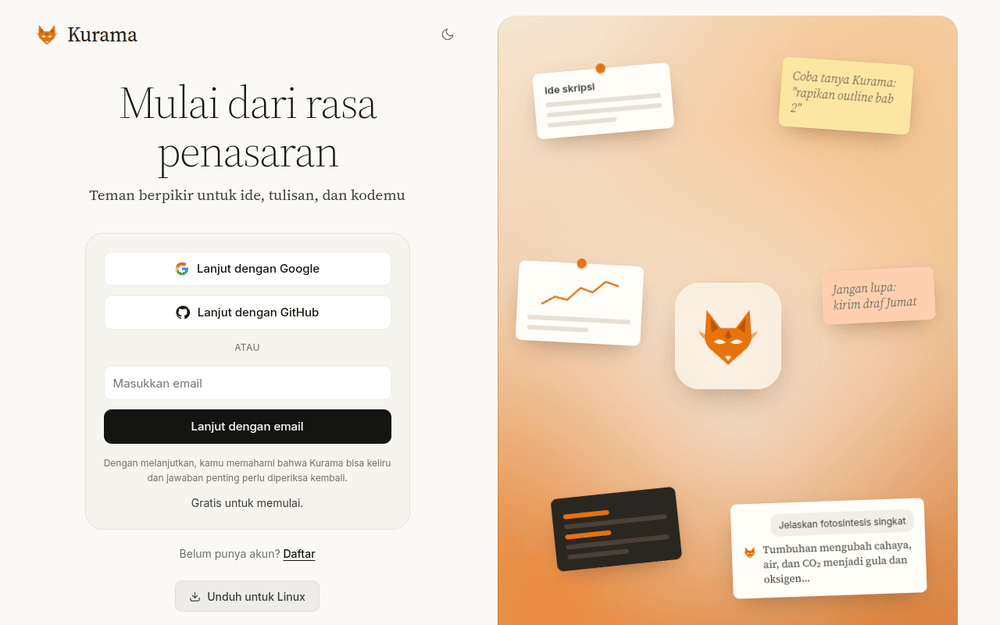 Kurama
Mulai dari rasa
penasaran
Teman berpikir untuk ide, tulisan, dan kodemu
Lanjut dengan Google
Lanjut dengan GitHub
ATAU
Masukkan email
Lanjut dengan email
Dengan melanjutkan, kamu memahami bahwa Kurama bisa keliru
dan jawaban penting perlu diperiksa kembali.
Gratis untuk memulai.
Belum punya akun? Daftar
Unduh untuk Linux
Ide skripsi
Coba tanya Kurama:
"rapikan outline bab
2"
Jangan lupa:
kirim draf Jumat
Jelaskan fotosintesis singkat
Tumbuhan mengubah cahaya,
air, dan CO₂ menjadi gula dan
oksigen...